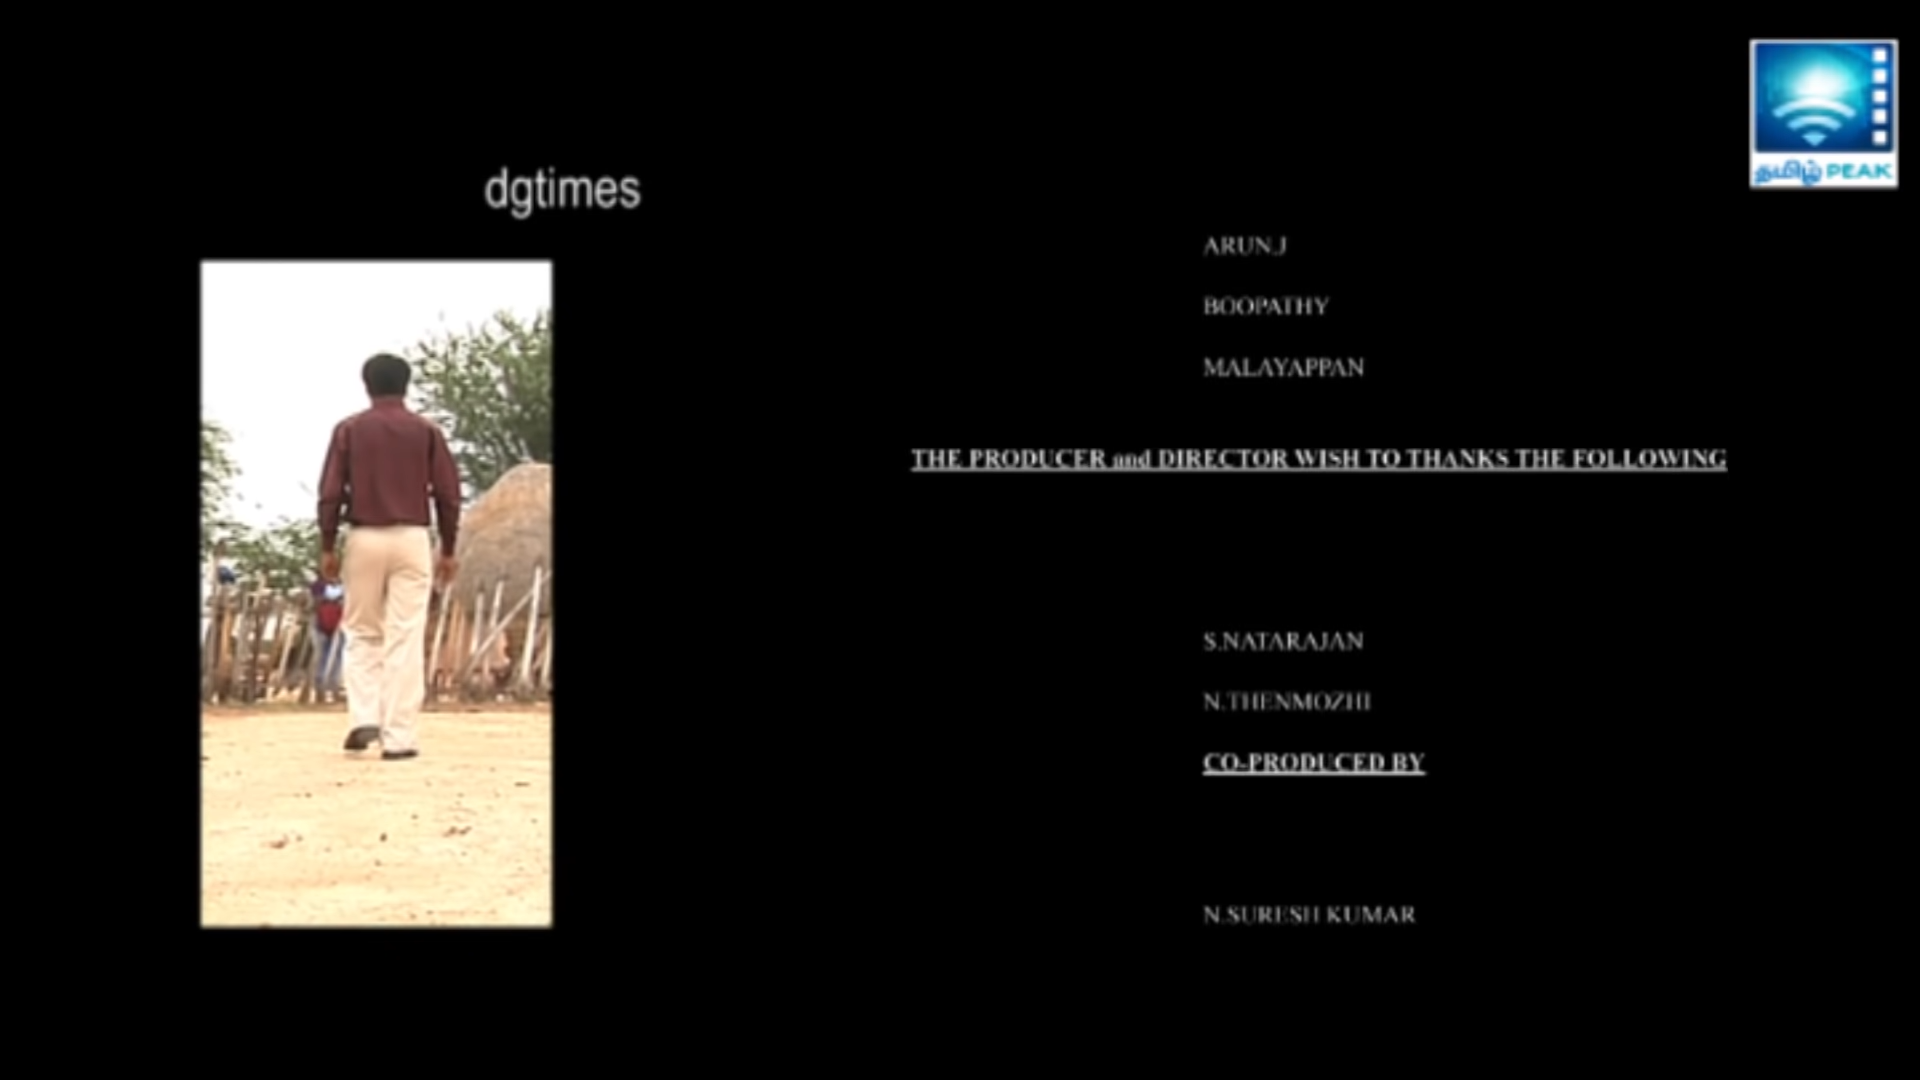 dgtimes
தமிழ் PEAK
ARUN.J
BOOPATHY
MALAYAPPAN
THE PRODUCER and DIRECTOR WISH TO THANKS THE FOLLOWING
S.NATARAJAN
N.THENMOZHI
CO-PRODUCED BY
N.SURESH KUMAR